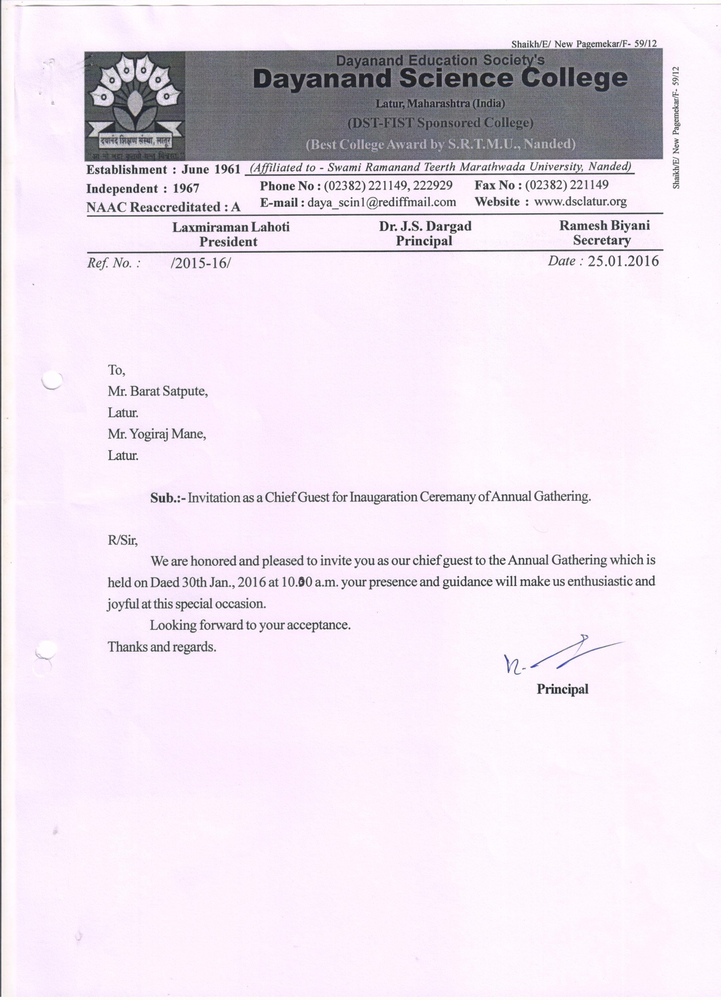 Shaikh/E/ New Pagemekar/F- 59/12
Shaikh/E/ New Pagemekar/F- 59/12
Dayanand Education Society's
Dayanand Science College
Latur, Maharashtra (India)
(DST-FIST Sponsored College)
(Best College Award by S.R.T.M.U., Nanded)
दयानंद शिक्षण संस्था, लातूर
Establishment : June 1961 (Affiliated to - Swami Ramanand Teerth Marathwada University, Nanded)
Independent : 1967 Phone No : (02382) 221149, 222929 Fax No : (02382) 221149
NAAC Reaccreditated : A E-mail : daya_scin1@rediffmail.com Website : www.dsclatur.org
Laxmiraman Lahoti Dr. J.S. Dargad Ramesh Biyani
President Principal Secretary
Ref. No. : /2015-16/ Date : 25.01.2016
To,
Mr. Barat Satpute,
Latur.
Mr. Yogiraj Mane,
Latur.
Sub.:- Invitation as a Chief Guest for Inaugaration Ceremany of Annual Gathering.
R/Sir,
We are honored and pleased to invite you as our chief guest to the Annual Gathering which is
held on Daed 30th Jan., 2016 at 10.00 a.m. your presence and guidance will make us enthusiastic and
joyful at this special occasion.
Looking forward to your acceptance.
Thanks and regards.
Principal